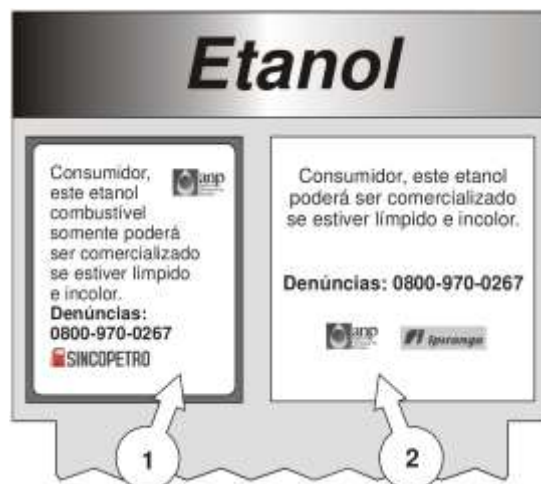 Etanol
Consumidor,
este etanol
combustível
somente poderá
ser comercializado
se estiver límpido
e incolor.
Denúncias:
0800-970-0267
anp
SINCOPETRO
1
Consumidor, este etanol
poderá ser comercializado
se estiver límpido e incolor.
Denúncias: 0800-970-0267
anp
Ipiranga
2